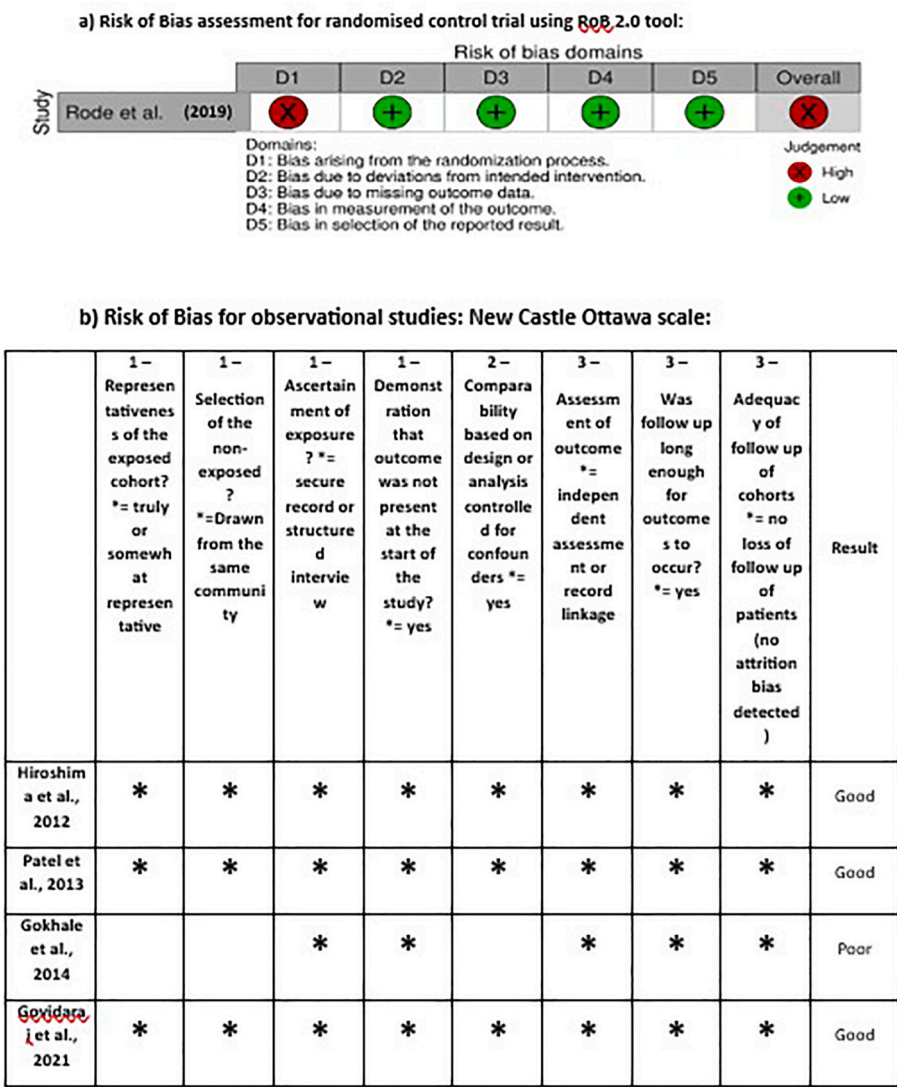 a) Risk of Bias assessment for randomised control trial using RoB 2.0 tool:
Risk of bias domains
D1 D2 D3 D4 D5 Overall
Study
Rode et al. (2019) X + + + + X
Domains:
D1: Bias arising from the randomization process.
D2: Bias due to deviations from intended intervention.
D3: Bias due to missing outcome data.
D4: Bias in measurement of the outcome.
D5: Bias in selection of the reported result.
Judgement
X High
+ Low
b) Risk of Bias for observational studies: New Castle Ottawa scale:
1 –
Represen
tativenes
s of the
exposed
cohort?
*= truly
or
somewh
at
represen
tative
1 –
Selection
of the
non-
exposed
?
*=Drawn
from the
same
communi
ty
1 –
Ascertain
ment of
exposure
? *=
secure
record or
structure
d
intervie
w
1 –
Demonst
ration
that
outcome
was not
present
at the
start of
the
study?
*= yes
2 –
Compara
bility
based on
design or
analysis
controlle
d for
confoun
ders *=
yes
3 –
Assessm
ent of
outcome
*=
indepen
dent
assessme
nt or
record
linkage
3 –
Was
follow up
long
enough
for
outcome
s to
occur?
*= yes
3 –
Adequac
y of
follow up
of
cohorts
*= no
loss of
follow up
of
patients
(no
attrition
bias
detected
)
Result
Hiroshim
a et al.,
2012
* * * * * * * * Good
Patel et
al., 2013
* * * * * * * * Good
Gokhale
et al.,
2014
* * * * * Poor
Govidara
j et al.,
2021
* * * * * * * * Good